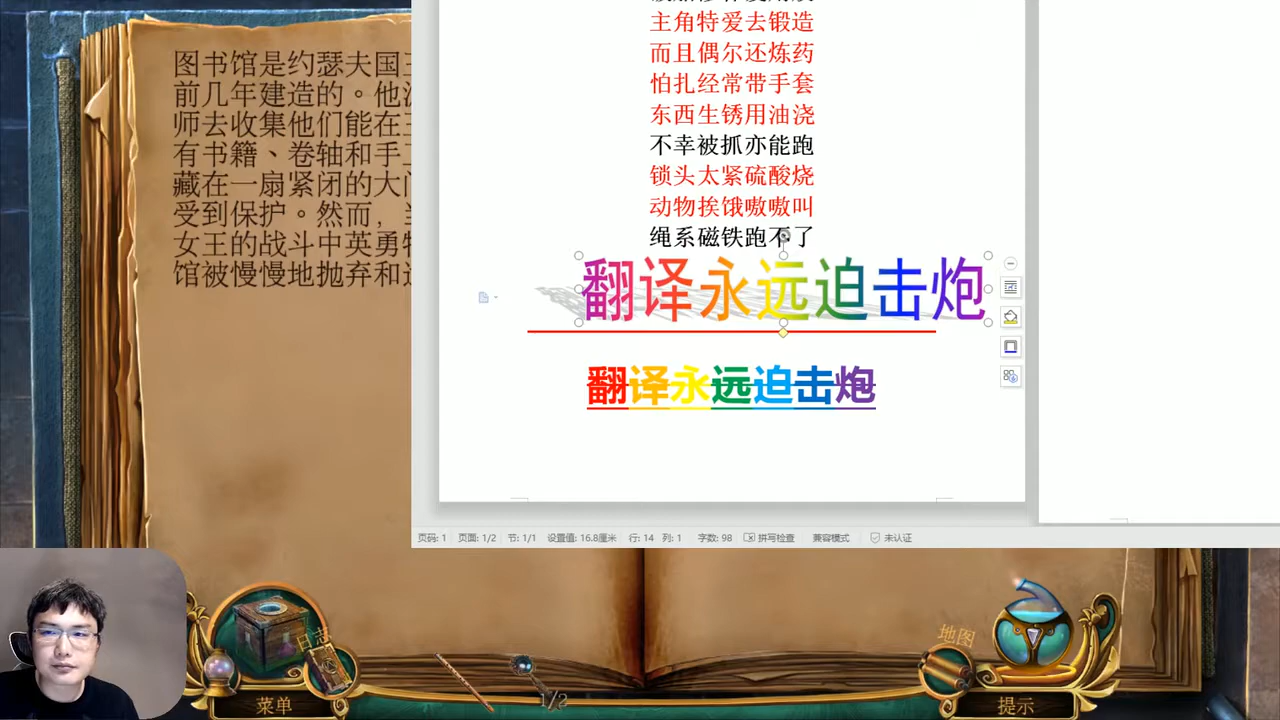 图书馆是约瑟夫国王
前几年建造的。他派
师去收集他们能在王
有书籍、卷轴和手工
藏在一扇紧闭的大门
受到保护。然而，当
女王的战斗中英勇牺
馆被慢慢地抛弃和
主角特爱去锻造
而且偶尔还炼药
怕扎经常带手套
东西生锈用油浇
不幸被抓亦能跑
锁头太紧硫酸烧
动物挨饿嗷嗷叫
绳系磁铁跑不了
翻译永远迫击炮
翻译永远迫击炮
页码: 1 页面: 1/2 节: 1/1 设置值: 16.8厘米 行: 14 列: 1 字数: 98 拼写检查 兼容模式 未认证
日志
菜单
1/2
地图
提示